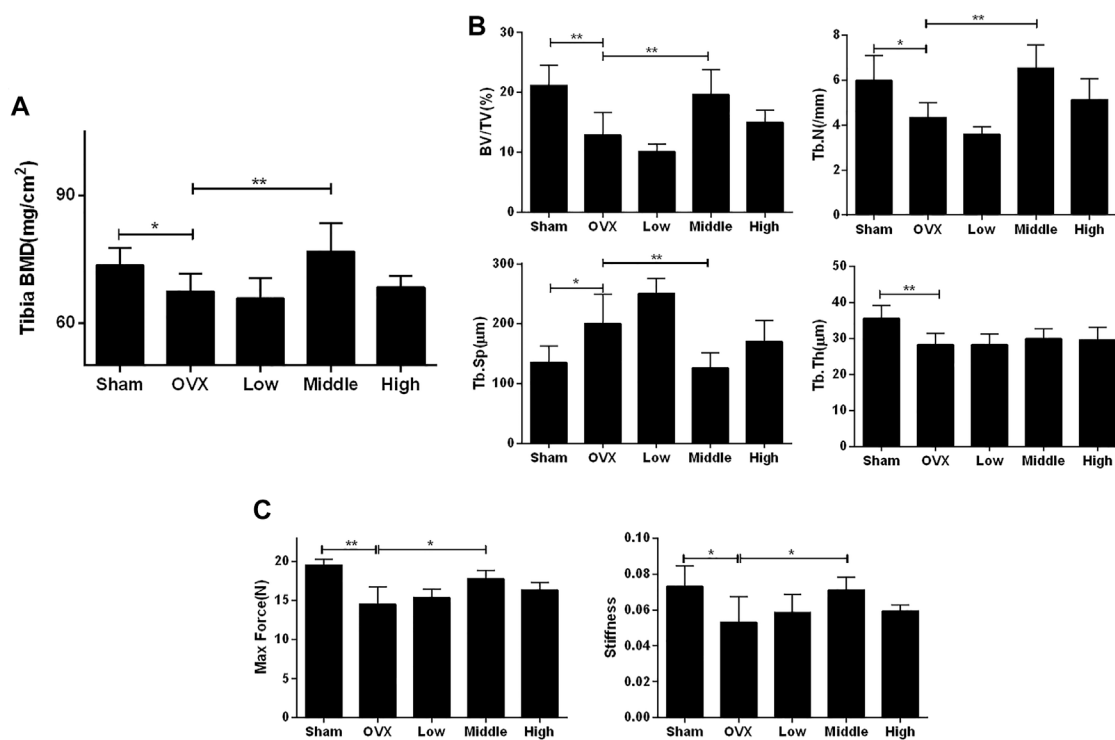 A
Tibia BMD(mg/cm²)
90
60
*
**
Sham OVX Low Middle High
B
BV/TV(%)
30
20
10
0
**
**
Sham OVX Low Middle High
Tb.N(/mm)
8
6
4
2
0
*
**
Sham OVX Low Middle High
Tb.Sp(μm)
300
200
100
0
*
**
Sham OVX Low Middle High
Tb.Th(μm)
50
40
30
20
10
0
**
Sham OVX Low Middle High
C
Max Force(N)
20
15
10
5
0
**
*
Sham OVX Low Middle High
Stiffness
0.10
0.08
0.06
0.04
0.02
0.00
*
*
Sham OVX Low Middle High